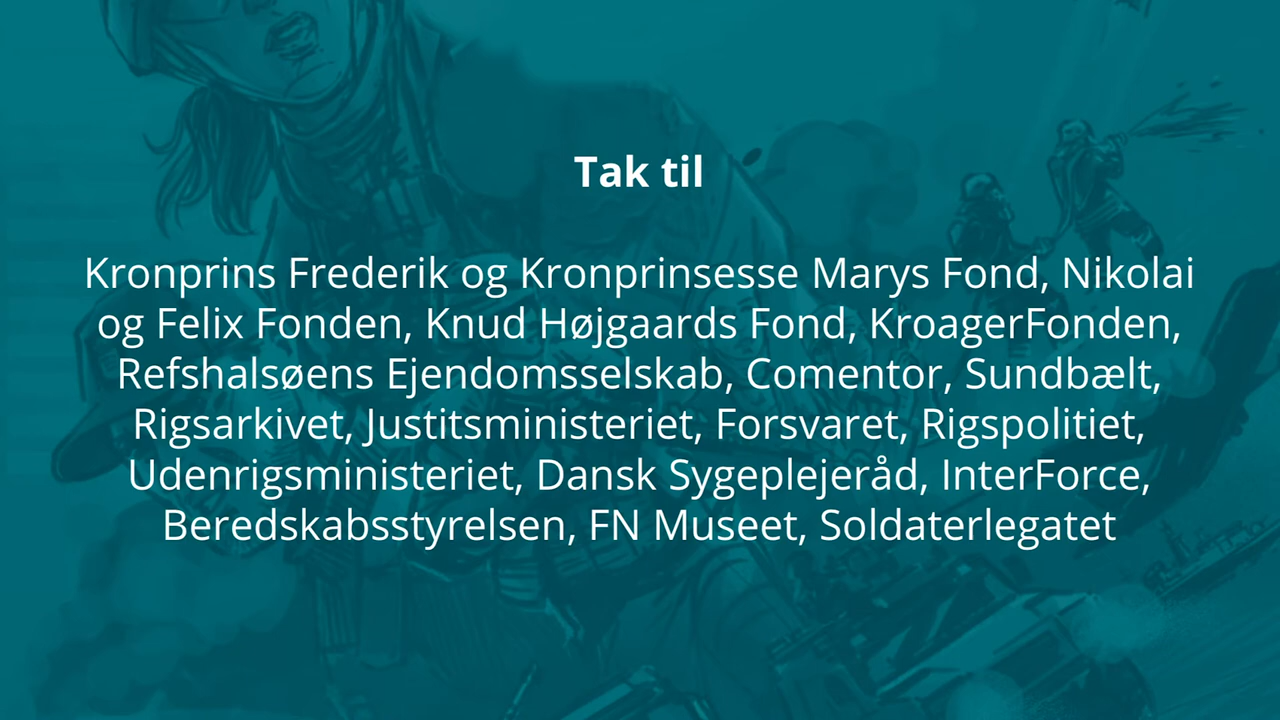 Tak til
Kronprins Frederik og Kronprinsesse Marys Fond, Nikolai
og Felix Fonden, Knud Højgaards Fond, KroagerFonden,
Refshalsøens Ejendomsselskab, Comentor, Sundbælt,
Rigsarkivet, Justitsministeriet, Forsvaret, Rigspolitiet,
Udenrigsministeriet, Dansk Sygeplejeråd, InterForce,
Beredskabsstyrelsen, FN Museet, Soldaterlegatet